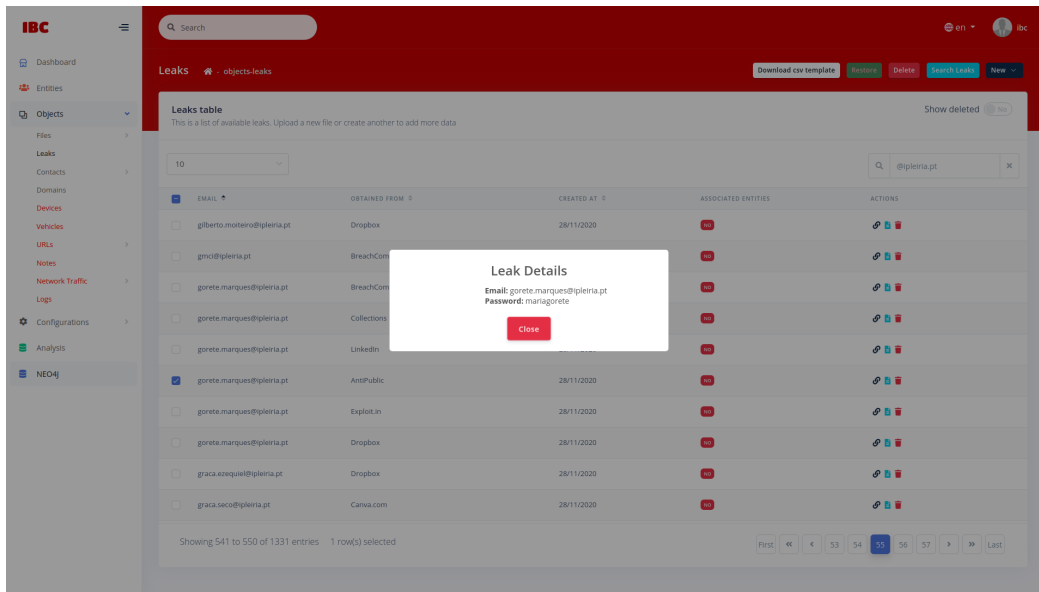 IBC
Search
en
ibc
Dashboard
Entities
Objects
Files
Leaks
Contacts
Domains
Devices
Vehicles
URLs
Notes
Network Traffic
Logs
Configurations
Analysis
NEO4J
Leaks - objects-leaks
Download csv template Restore Delete Search Leaks New
Leaks table
This is a list of available leaks. Upload a new file or create another to add more data
Show deleted No
10
@ipleiria.pt
EMAIL OBTAINED FROM CREATED AT ASSOCIATED ENTITIES ACTIONS
gilberto.moiteiro@ipleiria.pt Dropbox 28/11/2020 NO
gmci@ipleiria.pt BreachCom NO
gorete.marques@ipleiria.pt BreachCom NO
gorete.marques@ipleiria.pt Collections NO
gorete.marques@ipleiria.pt LinkedIn NO
gorete.marques@ipleiria.pt AntiPublic 28/11/2020 NO
gorete.marques@ipleiria.pt Exploit.in 28/11/2020 NO
gorete.marques@ipleiria.pt Dropbox 28/11/2020 NO
graca.ezequiel@ipleiria.pt Dropbox 28/11/2020 NO
graca.seco@ipleiria.pt Canva.com 28/11/2020 NO
Leak Details
Email: gorete.marques@ipleiria.pt
Password: mariagorete
Close
Showing 541 to 550 of 1331 entries 1 row(s) selected
First « ‹ 53 54 55 56 57 › » Last